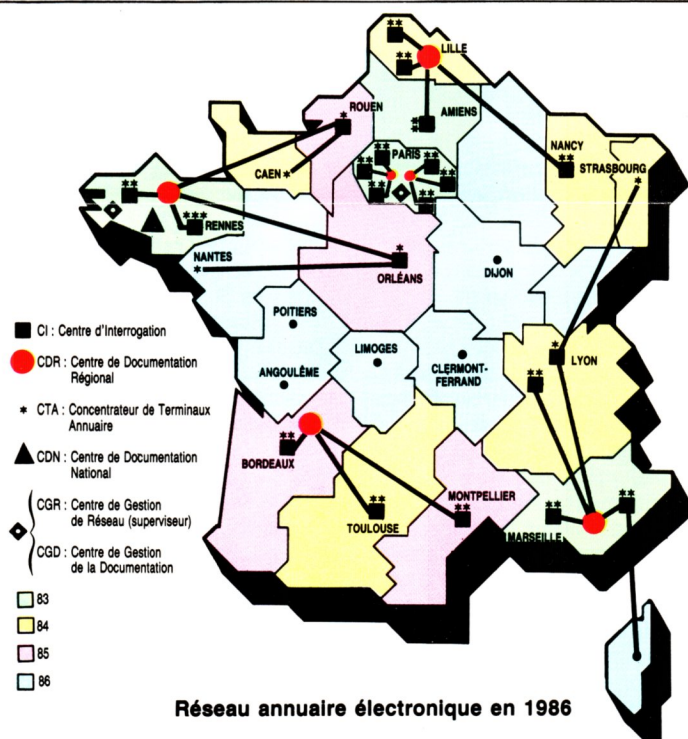 LILLE
ROUEN
AMIENS
PARIS
NANCY
STRASBOURG
CAEN
RENNES
NANTES
ORLÉANS
DIJON
POITIERS
LIMOGES
ANGOULÊME
CLERMONT-
FERRAND
LYON
BORDEAUX
TOULOUSE
MONTPELLIER
MARSEILLE
CI : Centre d'Interrogation
CDR : Centre de Documentation
Régional
* CTA : Concentrateur de Terminaux
Annuaire
CDN : Centre de Documentation
National
CGR : Centre de Gestion
de Réseau (superviseur)
CGD : Centre de Gestion
de la Documentation
83
84
85
86
Réseau annuaire électronique en 1986